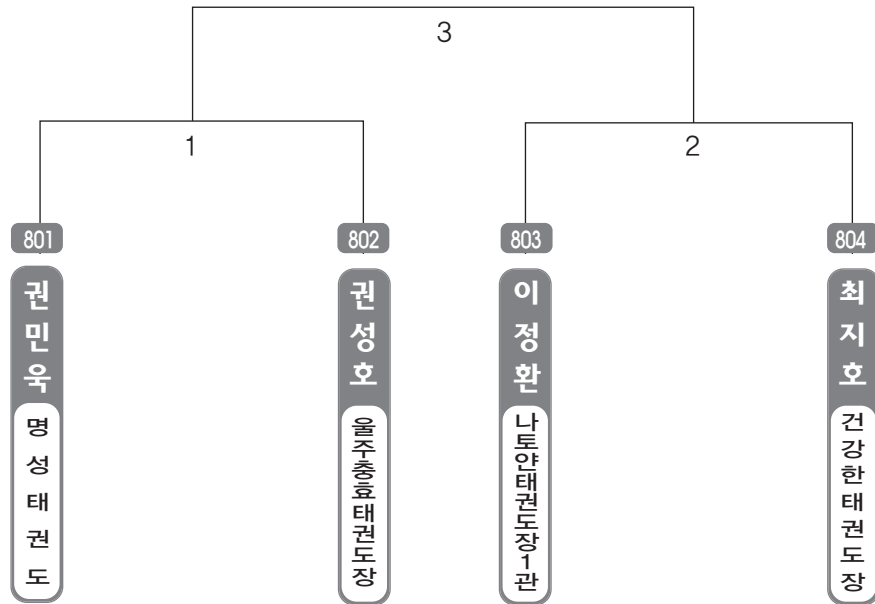 3
1
2
801
802
803
804
권민욱
권성호
이정환
최지호
명성태권도
울주충효태권도장
나토얀태권도장1관
건강한태권도장